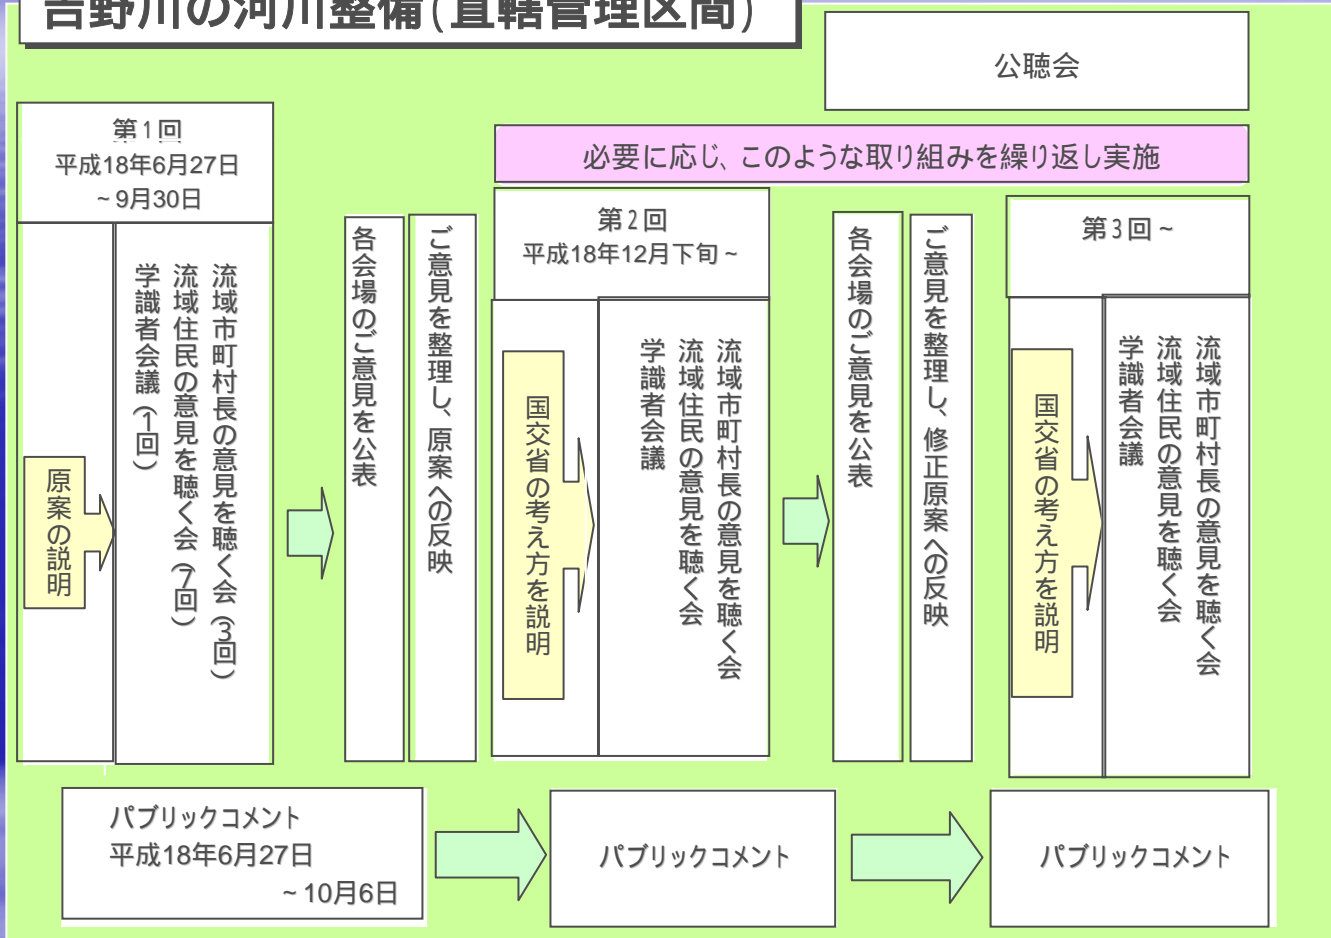 吉野川の河川整備(直轄管理区間)
公聴会
第1回
平成18年6月27日
~9月30日
必要に応じ、このような取り組みを繰り返し実施
第2回
平成18年12月下旬~
第3回~
原案の説明
流域市町村長の意見を聴く会(3回)
流域住民の意見を聴く会(7回)
学識者会議(1回)
各会場のご意見を公表
ご意見を整理し、原案への反映
国交省の考え方を説明
流域市町村長の意見を聴く会
流域住民の意見を聴く会
学識者会議
各会場のご意見を公表
ご意見を整理し、修正原案への反映
国交省の考え方を説明
流域市町村長の意見を聴く会
流域住民の意見を聴く会
学識者会議
パブリックコメント
平成18年6月27日
~10月6日
パブリックコメント
パブリックコメント